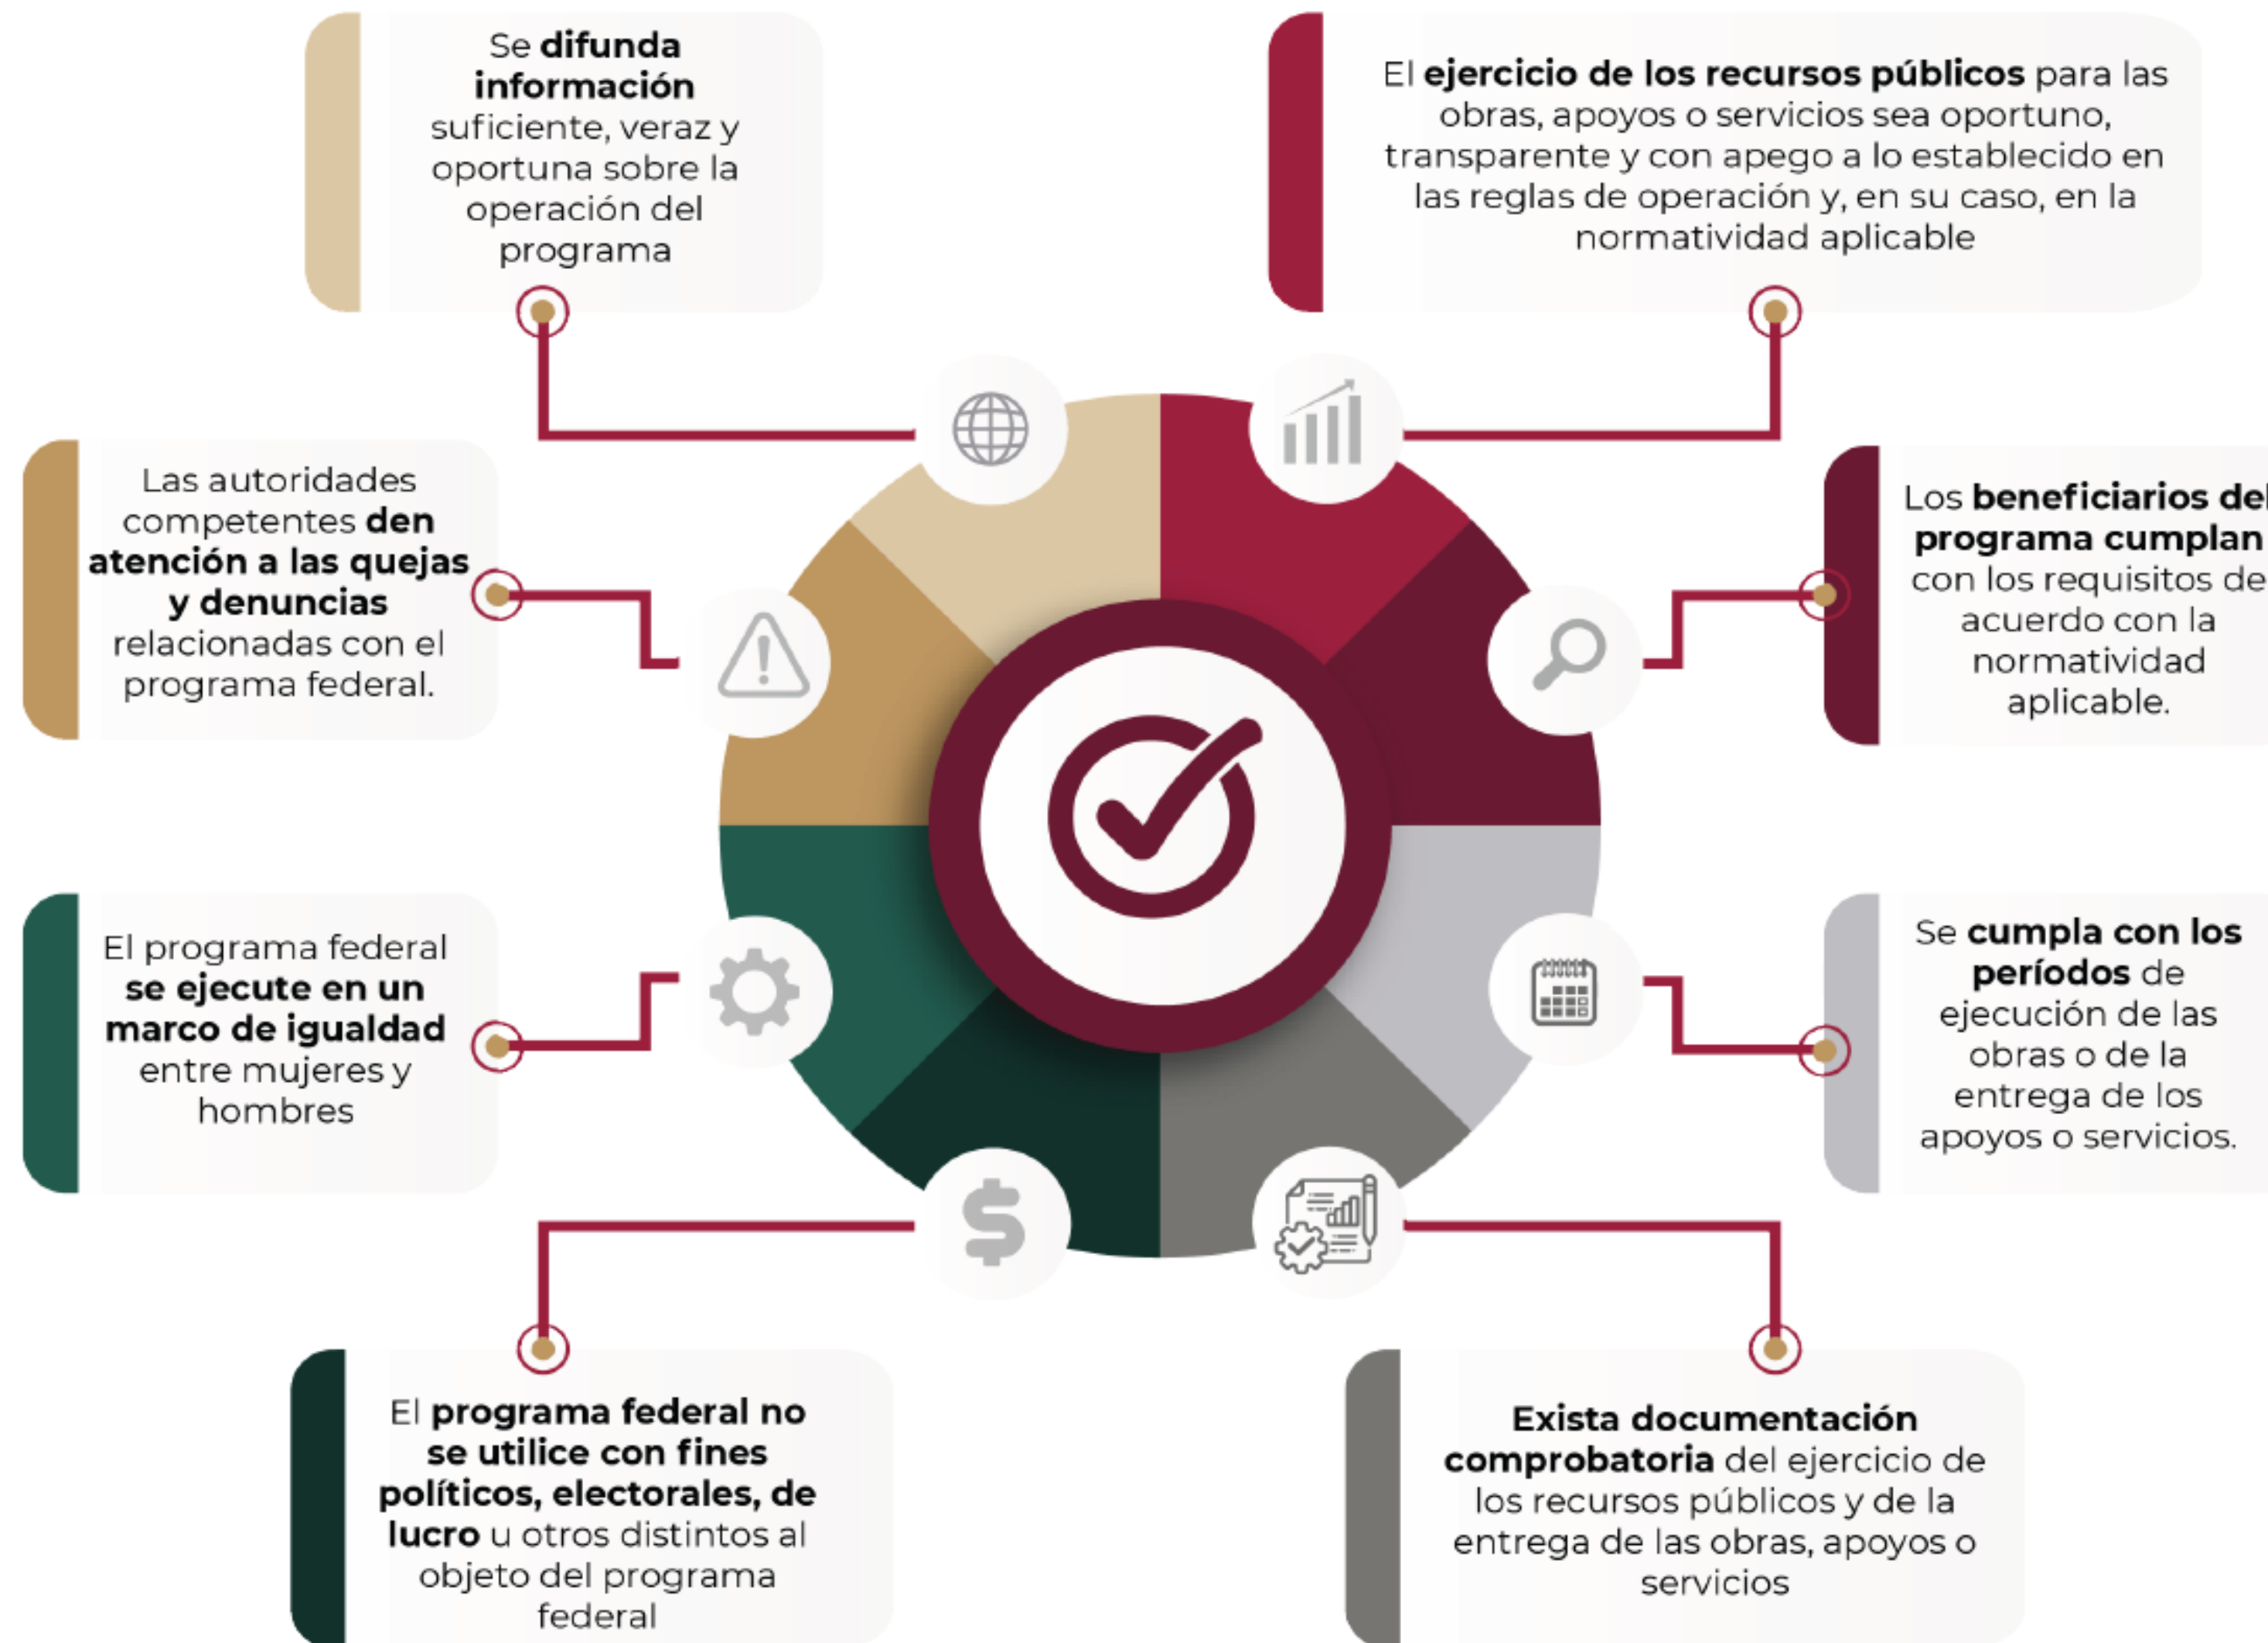 Se difunda
información
suficiente, veraz y
oportuna sobre la
operación del
programa
El ejercicio de los recursos públicos para las
obras, apoyos o servicios sea oportuno,
transparente y con apego a lo establecido en
las reglas de operación y, en su caso, en la
normatividad aplicable
Las autoridades
competentes den
atención a las quejas
y denuncias
relacionadas con el
programa federal.
Los beneficiarios del
programa cumplan
con los requisitos de
acuerdo con la
normatividad
aplicable.
El programa federal
se ejecute en un
marco de igualdad
entre mujeres y
hombres
Se cumpla con los
períodos de
ejecución de las
obras o de la
entrega de los
apoyos o servicios.
El programa federal no
se utilice con fines
políticos, electorales, de
lucro u otros distintos al
objeto del programa
federal
Exista documentación
comprobatoria del ejercicio de
los recursos públicos y de la
entrega de las obras, apoyos o
servicios